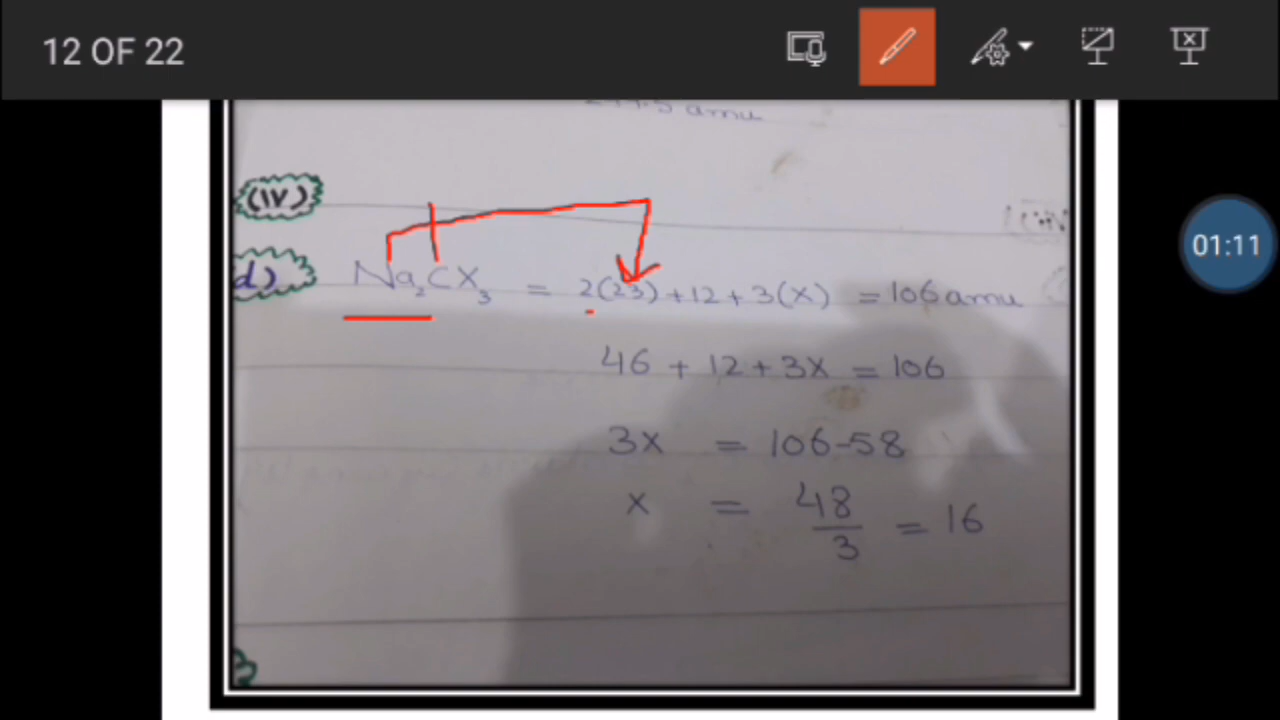 12 OF 22
amu
(IV)
01:11
d) Na₂CX₃ = 2(23)+12+3(X) = 106 amu
46 + 12 + 3X = 106
3X = 106-58
X = 48/3 = 16